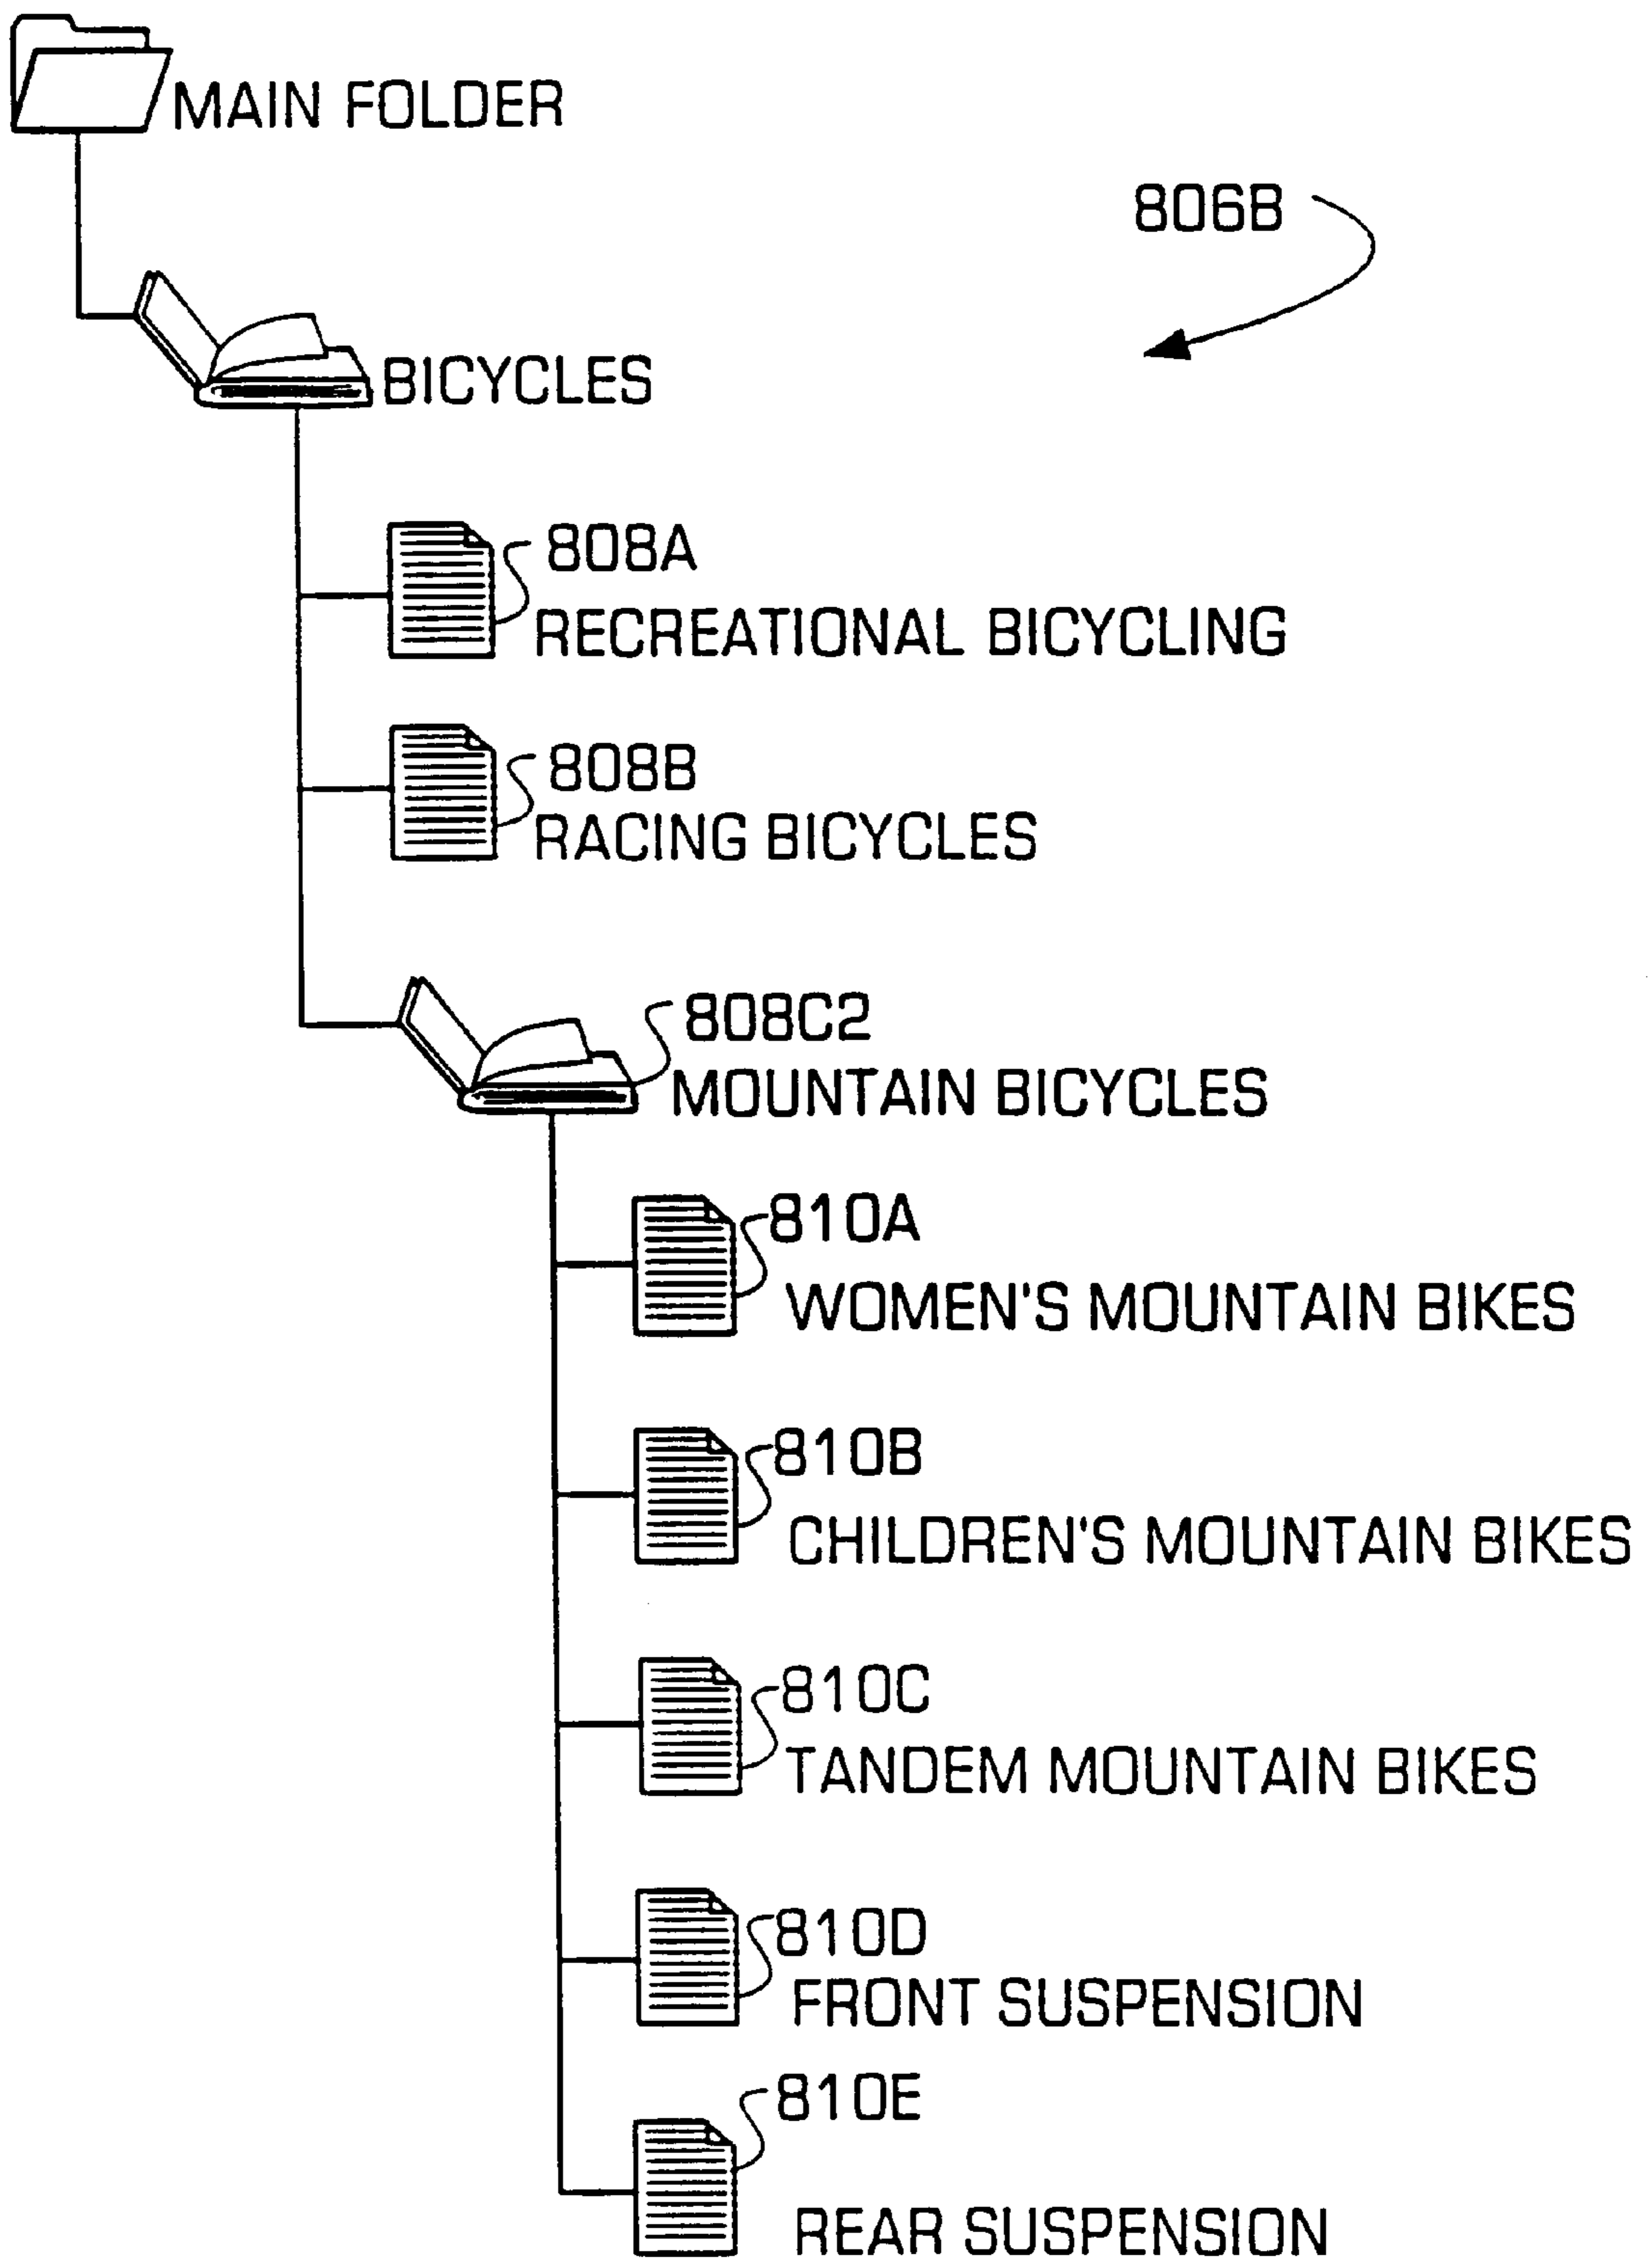 MAIN FOLDER
806B
BICYCLES
808A
RECREATIONAL BICYCLING
808B
RACING BICYCLES
808C2
MOUNTAIN BICYCLES
810A
WOMEN'S MOUNTAIN BIKES
810B
CHILDREN'S MOUNTAIN BIKES
810C
TANDEM MOUNTAIN BIKES
810D
FRONT SUSPENSION
810E
REAR SUSPENSION